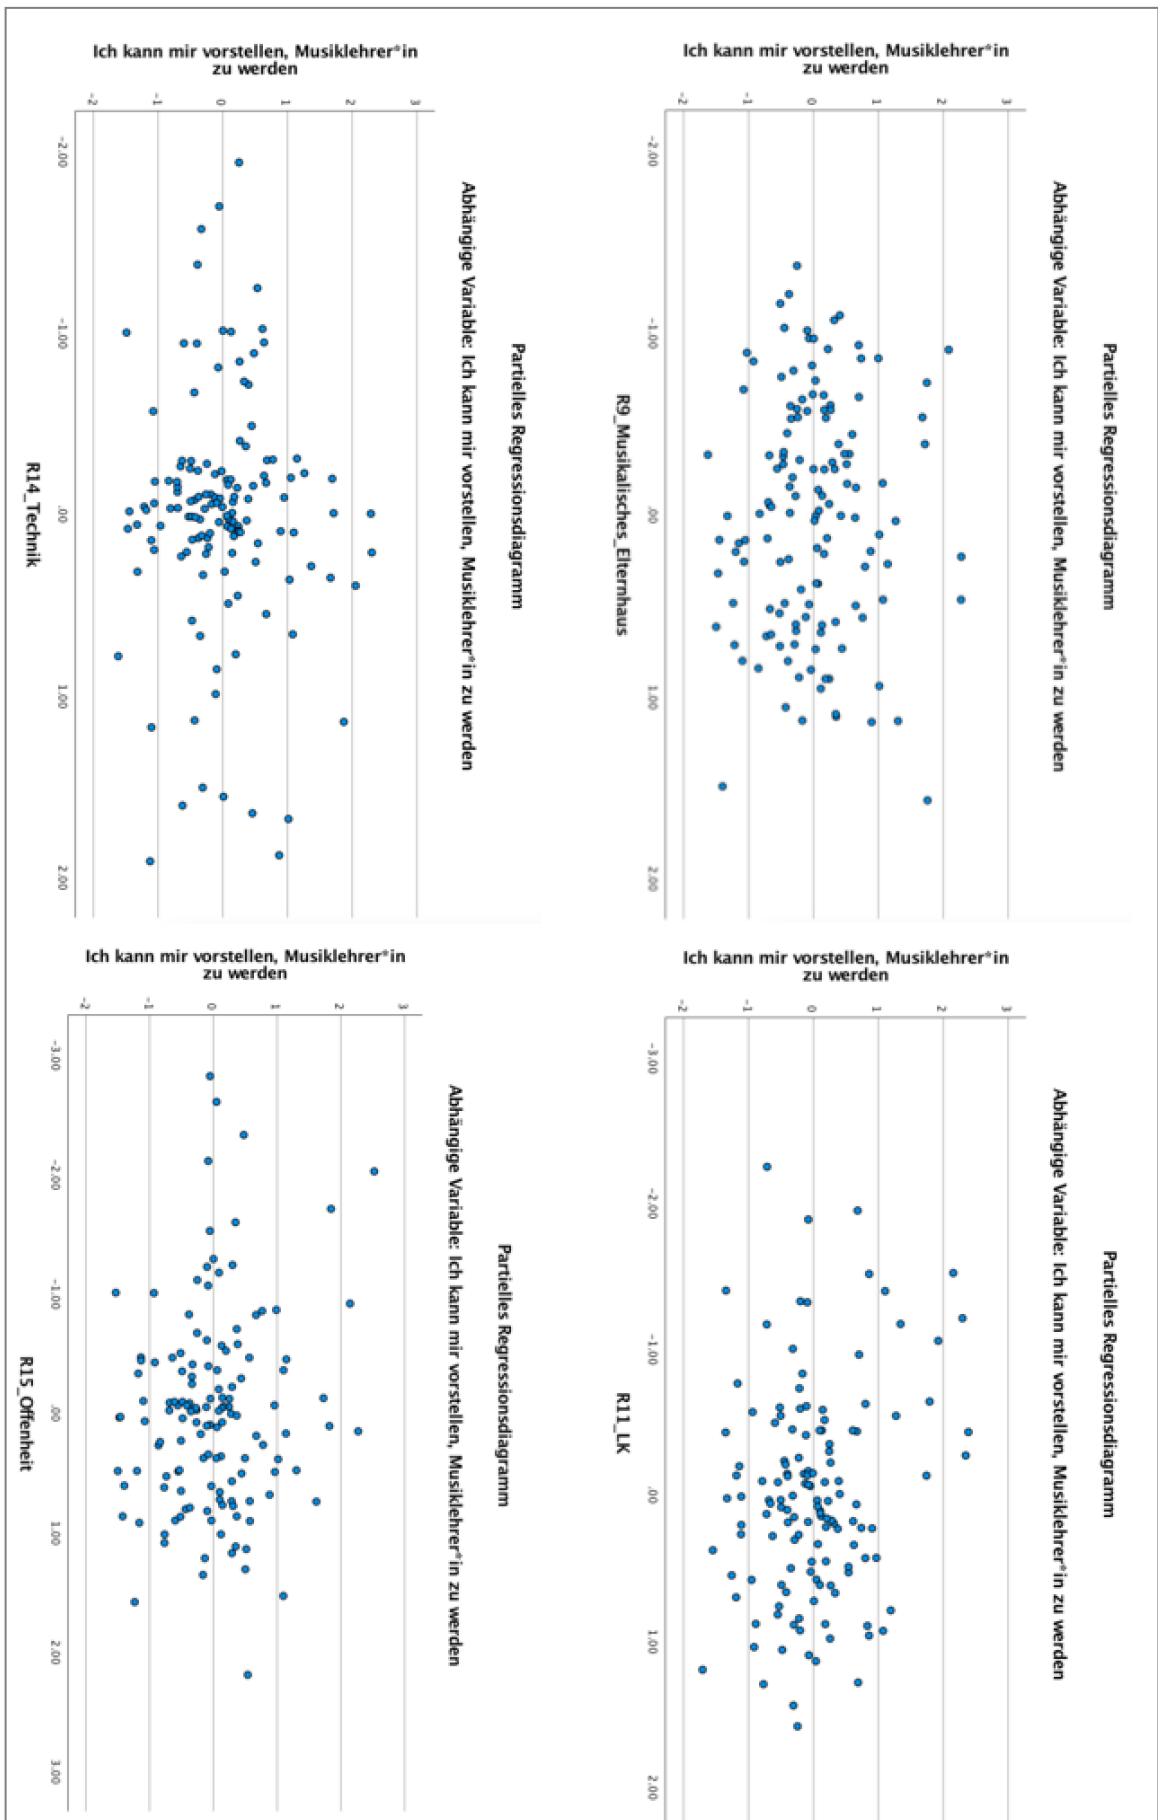 Partielles Regressionsdiagramm
Abhängige Variable: Ich kann mir vorstellen, Musiklehrer*in zu werden
Ich kann mir vorstellen, Musiklehrer*in
zu werden
3
2
1
0
-1
-2
-2.00
-1.00
.00
1.00
2.00
R9_Musikalisches_Elternhaus
Partielles Regressionsdiagramm
Abhängige Variable: Ich kann mir vorstellen, Musiklehrer*in zu werden
Ich kann mir vorstellen, Musiklehrer*in
zu werden
3
2
1
0
-1
-2
-3.00
-2.00
-1.00
.00
1.00
2.00
R11_LK
Partielles Regressionsdiagramm
Abhängige Variable: Ich kann mir vorstellen, Musiklehrer*in zu werden
Ich kann mir vorstellen, Musiklehrer*in
zu werden
3
2
1
0
-1
-2
-2.00
-1.00
.00
1.00
2.00
R14_Technik
Partielles Regressionsdiagramm
Abhängige Variable: Ich kann mir vorstellen, Musiklehrer*in zu werden
Ich kann mir vorstellen, Musiklehrer*in
zu werden
3
2
1
0
-1
-2
-3.00
-2.00
-1.00
.00
1.00
2.00
3.00
R15_Offenheit